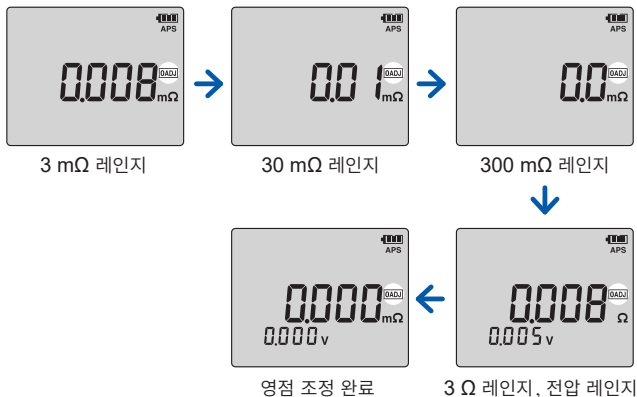 APS
0.008 0ADJ mΩ
3 mΩ 레인지
APS
0.01 0ADJ mΩ
30 mΩ 레인지
APS
0.0 0ADJ mΩ
300 mΩ 레인지
APS
0.008 0ADJ Ω
0.005 v
3 Ω 레인지, 전압 레인지
APS
0.000 0ADJ mΩ
0.000 v
영점 조정 완료